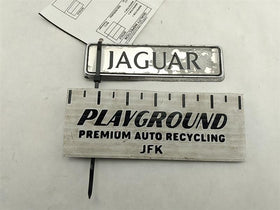 JAGUAR
PLAYGROUND
PREMIUM AUTO RECYCLING
JFK